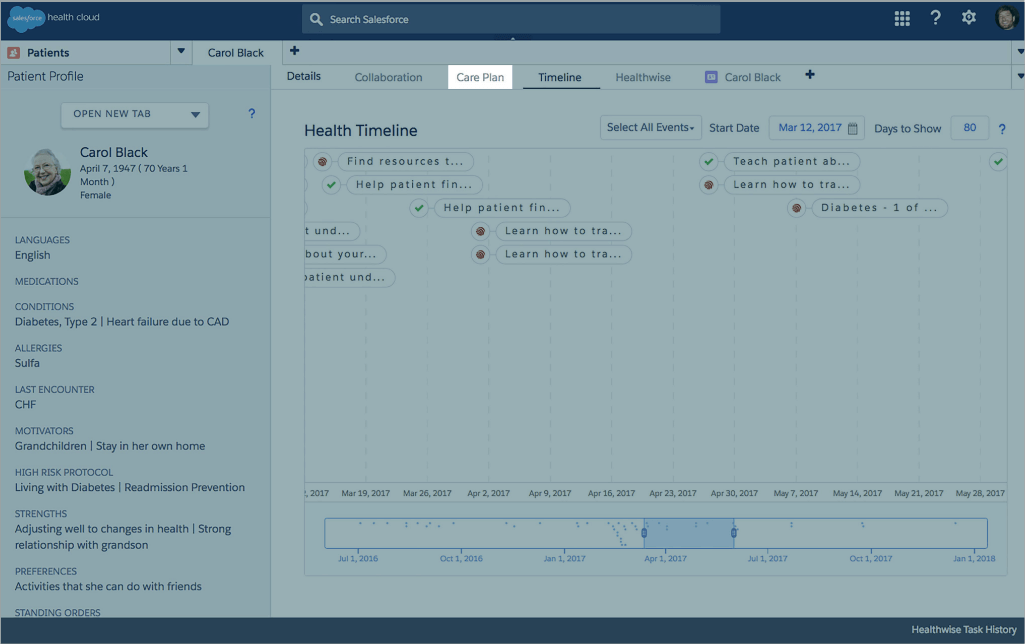 salesforce health cloud
Search Salesforce
?
Patients
Carol Black
+
Patient Profile
Details
Collaboration
Care Plan
Timeline
Healthwise
Carol Black
+
OPEN NEW TAB
?
Carol Black
April 7, 1947 ( 70 Years 1
Month )
Female
LANGUAGES
English
MEDICATIONS
CONDITIONS
Diabetes, Type 2 | Heart failure due to CAD
ALLERGIES
Sulfa
LAST ENCOUNTER
CHF
MOTIVATORS
Grandchildren | Stay in her own home
HIGH RISK PROTOCOL
Living with Diabetes | Readmission Prevention
STRENGTHS
Adjusting well to changes in health | Strong
relationship with grandson
PREFERENCES
Activities that she can do with friends
STANDING ORDERS
Health Timeline
Select All Events
Start Date
Mar 12, 2017
Days to Show
80
?
Find resources t...
Teach patient ab...
Help patient fin...
Learn how to tra...
Help patient fin...
Diabetes - 1 of ...
t und...
Learn how to tra...
bout your...
Learn how to tra...
patient und...
, 2017
Mar 19, 2017
Mar 26, 2017
Apr 2, 2017
Apr 9, 2017
Apr 16, 2017
Apr 23, 2017
Apr 30, 2017
May 7, 2017
May 14, 2017
May 21, 2017
May 28, 2017
Jul 1, 2016
Oct 1, 2016
Jan 1, 2017
Apr 1, 2017
Jul 1, 2017
Oct 1, 2017
Jan 1, 2018
Healthwise Task History